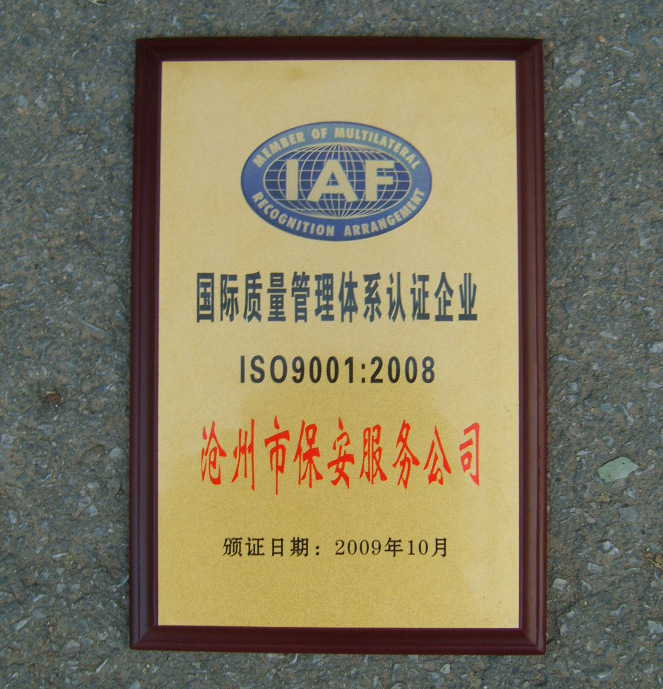 MEMBER OF MULTILATERAL
IAF
RECOGNITION ARRANGEMENT
国际质量管理体系认证企业
ISO9001:2008
沧州市保安服务公司
颁证日期：2009年10月